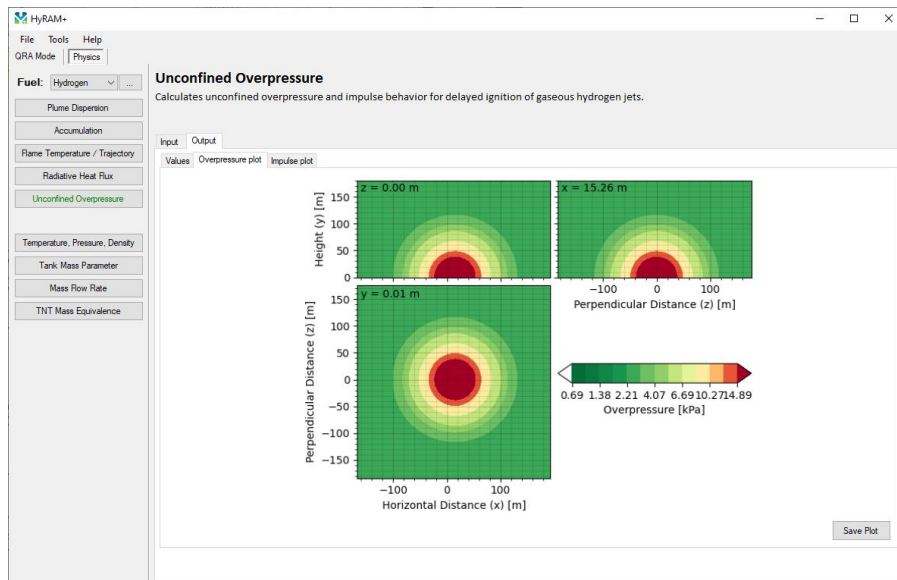 HyRAM+
File Tools Help
QRA Mode Physics
Fuel: Hydrogen ...
Plume Dispersion
Accumulation
Flame Temperature / Trajectory
Radiative Heat Flux
Unconfined Overpressure
Temperature, Pressure, Density
Tank Mass Parameter
Mass Flow Rate
TNT Mass Equivalence
Unconfined Overpressure
Calculates unconfined overpressure and impulse behavior for delayed ignition of gaseous hydrogen jets.
Input Output
Values Overpressure plot Impulse plot
z = 0.00 m
150
100
50
0
Height (y) [m]
x = 15.26 m
−100 0 100
Perpendicular Distance (z) [m]
y = 0.01 m
150
100
50
0
−50
−100
−150
Perpendicular Distance (z) [m]
−100 0 100
Horizontal Distance (x) [m]
0.69 1.38 2.21 4.07 6.69 10.27 14.89
Overpressure [kPa]
Save Plot